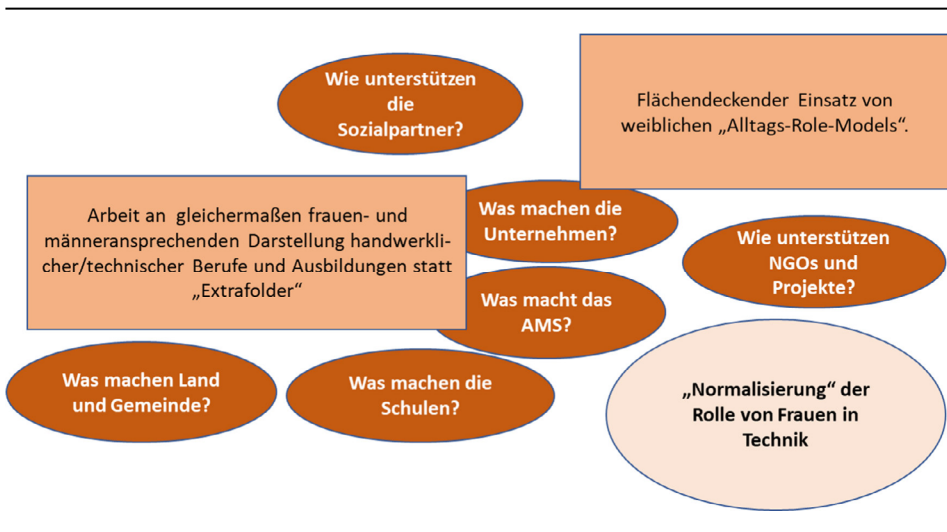 Wie unterstützen
die
Sozialpartner?
Flächendeckender Einsatz von
weiblichen „Alltags-Role-Models“.
Arbeit an gleichermaßen frauen- und
männeransprechenden Darstellung handwerkli-
cher/technischer Berufe und Ausbildungen statt
„Extrafolder“
Was machen die
Unternehmen?
Wie unterstützen
NGOs und
Projekte?
Was macht das
AMS?
Was machen Land
und Gemeinde?
Was machen die
Schulen?
„Normalisierung“ der
Rolle von Frauen in
Technik